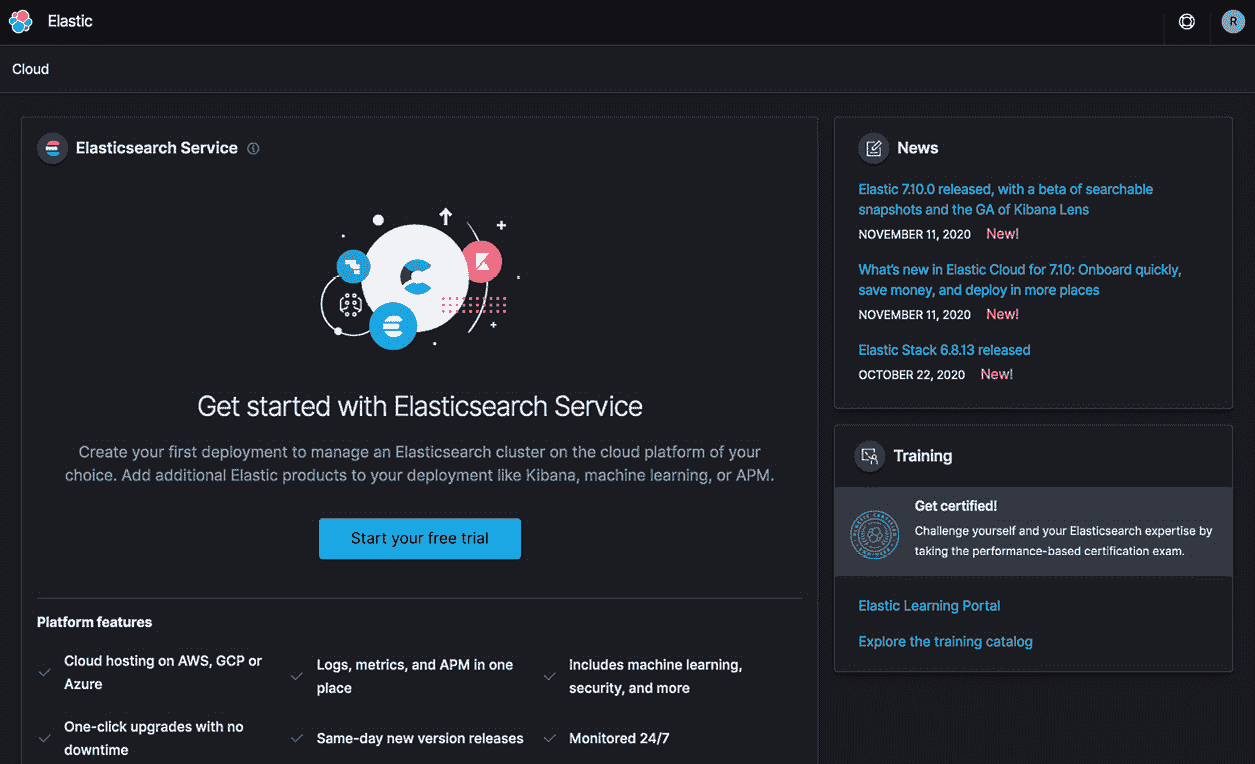 Elastic
R
Cloud
Elasticsearch Service
Get started with Elasticsearch Service
Create your first deployment to manage an Elasticsearch cluster on the cloud platform of your
choice. Add additional Elastic products to your deployment like Kibana, machine learning, or APM.
Start your free trial
Platform features
Cloud hosting on AWS, GCP or
Azure
Logs, metrics, and APM in one
place
Includes machine learning,
security, and more
One-click upgrades with no
downtime
Same-day new version releases
Monitored 24/7
News
Elastic 7.10.0 released, with a beta of searchable
snapshots and the GA of Kibana Lens
NOVEMBER 11, 2020 New!
What's new in Elastic Cloud for 7.10: Onboard quickly,
save money, and deploy in more places
NOVEMBER 11, 2020 New!
Elastic Stack 6.8.13 released
OCTOBER 22, 2020 New!
Training
Get certified!
Challenge yourself and your Elasticsearch expertise by
taking the performance-based certification exam.
Elastic Learning Portal
Explore the training catalog